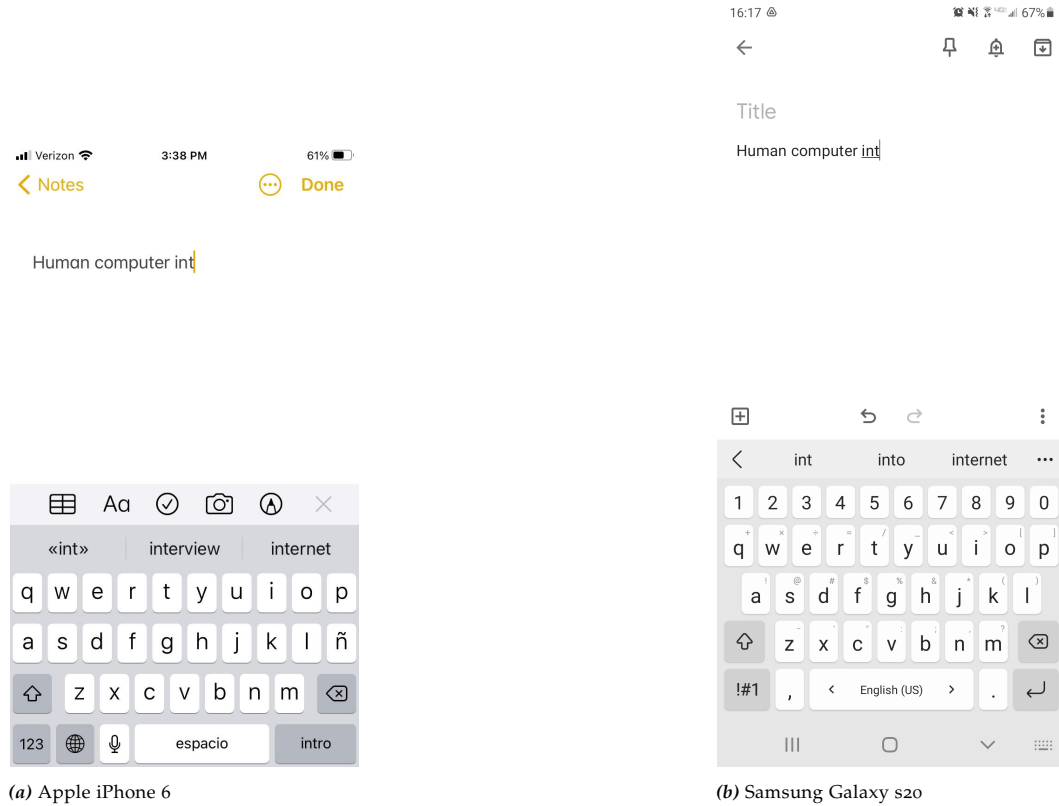 Verizon 3:38 PM 61%
Notes Done
Human computer int
Aa
«int» interview internet
q w e r t y u i o p
a s d f g h j k l ñ
z x c v b n m
123 espacio intro
(a) Apple iPhone 6
16:17 67%
Title
Human computer int
int into internet
1 2 3 4 5 6 7 8 9 0
q w e r t y u i o p
a s d f g h j k l
z x c v b n m
!#1 , < English (US) > .
(b) Samsung Galaxy s20